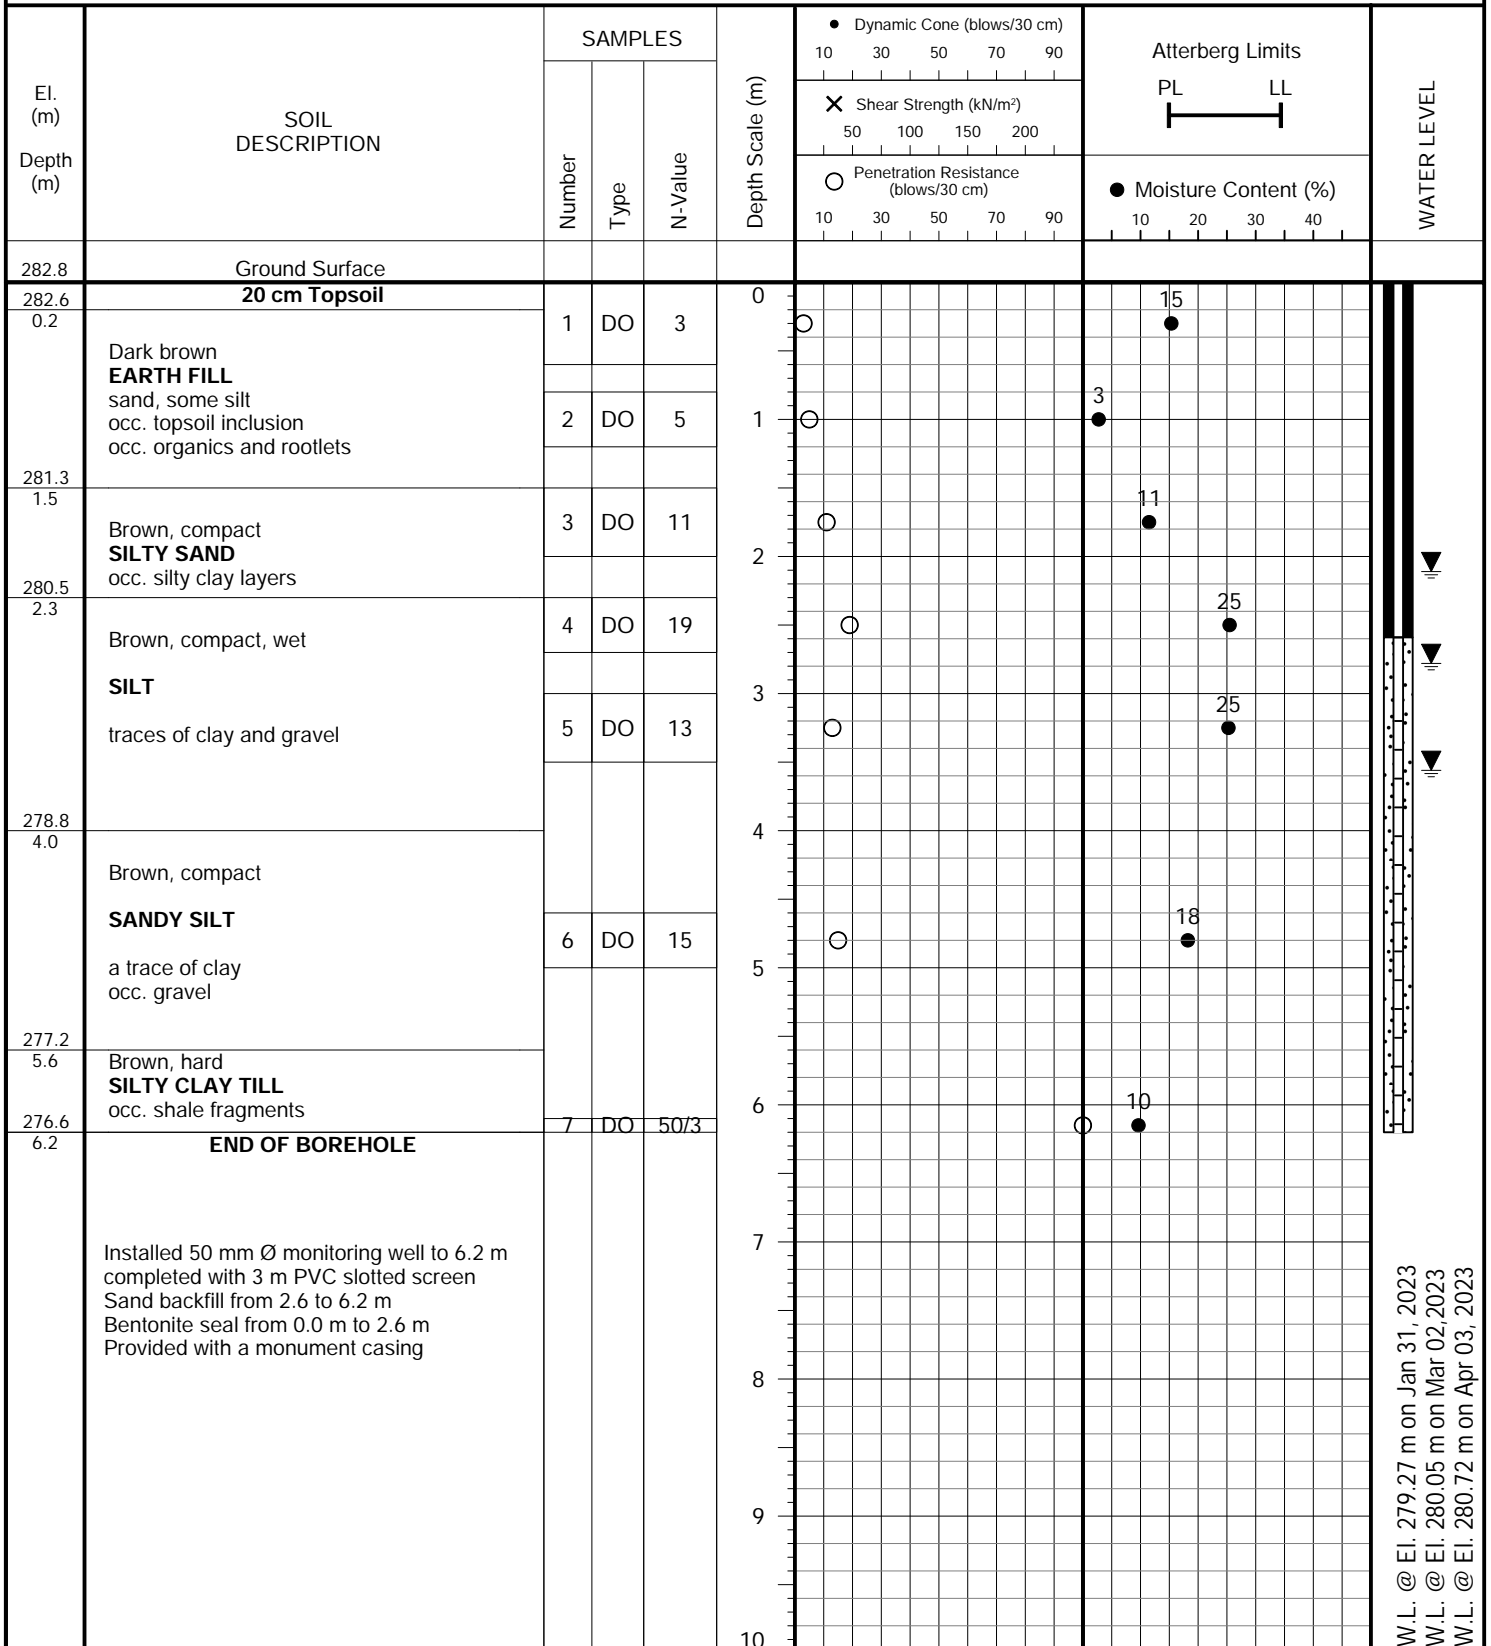 El.
(m)
Depth
(m)
SOIL
DESCRIPTION
SAMPLES
Number
Type
N-Value
Depth Scale (m)
● Dynamic Cone (blows/30 cm)
10 30 50 70 90
✕ Shear Strength (kN/m²)
50 100 150 200
○ Penetration Resistance
(blows/30 cm)
10 30 50 70 90
Atterberg Limits
PL LL
● Moisture Content (%)
10 20 30 40
WATER LEVEL
282.8 Ground Surface
282.6 20 cm Topsoil
0
0.2
1 DO 3
15
Dark brown
EARTH FILL
sand, some silt
occ. topsoil inclusion
occ. organics and rootlets
2 DO 5
1
3
281.3
1.5
Brown, compact
SILTY SAND
occ. silty clay layers
3 DO 11
11
2
280.5
2.3
Brown, compact, wet
SILT
traces of clay and gravel
4 DO 19
25
3
5 DO 13
25
278.8
4.0
4
Brown, compact
SANDY SILT
a trace of clay
occ. gravel
6 DO 15
18
5
277.2
5.6
Brown, hard
SILTY CLAY TILL
occ. shale fragments
6
276.6
7 DO 50/3
10
6.2
END OF BOREHOLE
Installed 50 mm Ø monitoring well to 6.2 m
completed with 3 m PVC slotted screen
Sand backfill from 2.6 to 6.2 m
Bentonite seal from 0.0 m to 2.6 m
Provided with a monument casing
7
8
9
10
W.L. @ El. 279.27 m on Jan 31, 2023
W.L. @ El. 280.05 m on Mar 02,2023
W.L. @ El. 280.72 m on Apr 03, 2023